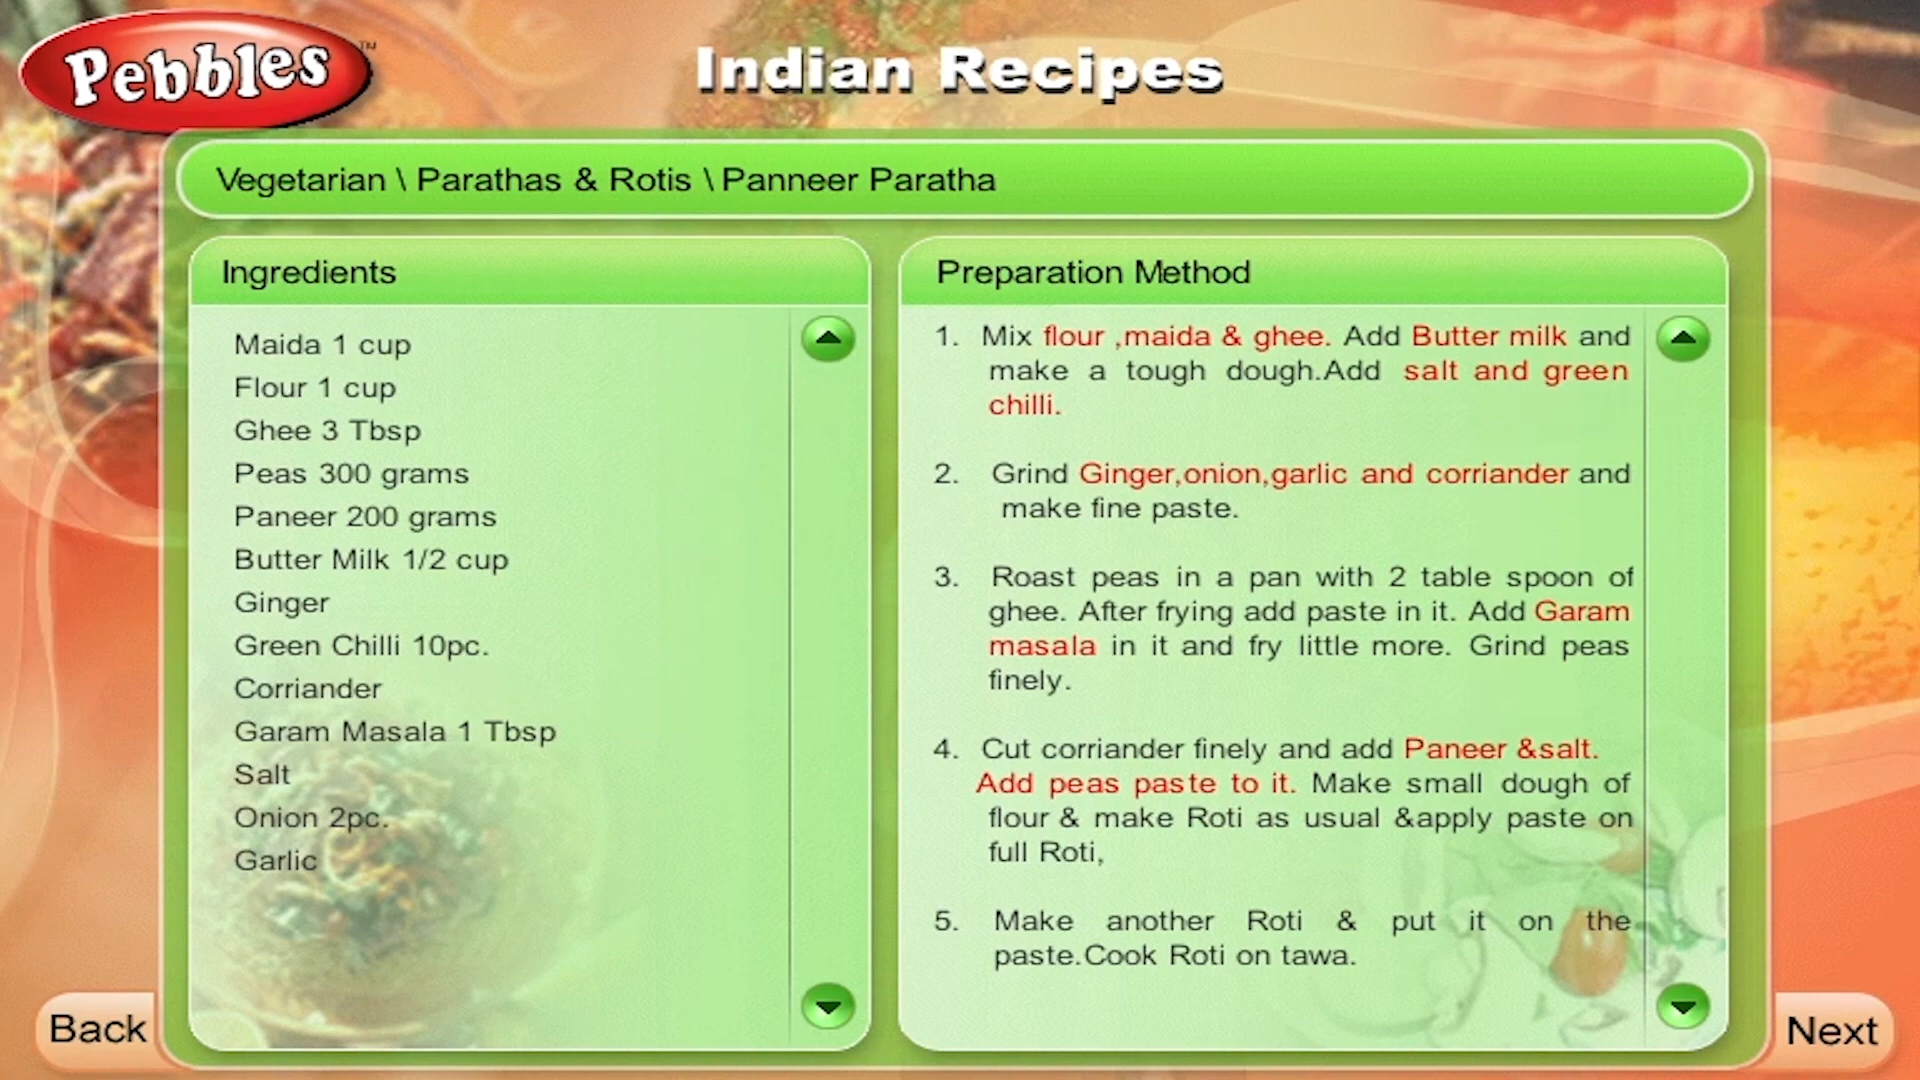 Pebbles™
Indian Recipes
Vegetarian \ Parathas & Rotis \ Panneer Paratha
Ingredients
Maida 1 cup
Flour 1 cup
Ghee 3 Tbsp
Peas 300 grams
Paneer 200 grams
Butter Milk 1/2 cup
Ginger
Green Chilli 10pc.
Corriander
Garam Masala 1 Tbsp
Salt
Onion 2pc.
Garlic
Preparation Method
1. Mix flour ,maida & ghee. Add Butter milk and
make a tough dough.Add salt and green
chilli.
2. Grind Ginger,onion,garlic and corriander and
make fine paste.
3. Roast peas in a pan with 2 table spoon of
ghee. After frying add paste in it. Add Garam
masala in it and fry little more. Grind peas
finely.
4. Cut corriander finely and add Paneer &salt.
Add peas paste to it. Make small dough of
flour & make Roti as usual &apply paste on
full Roti,
5. Make another Roti & put it on the
paste.Cook Roti on tawa.
Back
Next